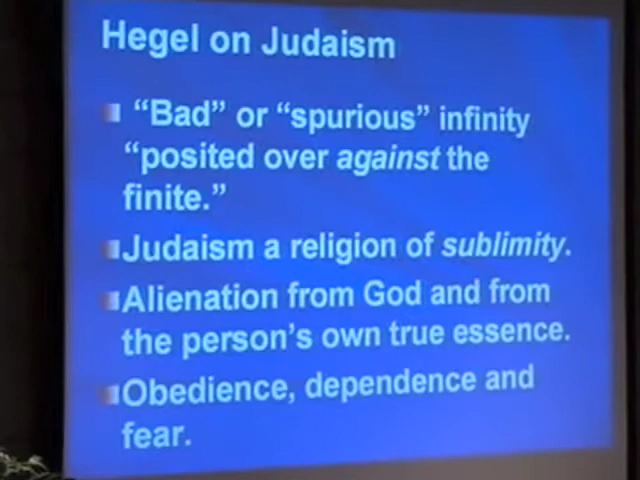 Hegel on Judaism
“Bad” or “spurious” infinity
“posited over against the
finite.”
Judaism a religion of sublimity.
Alienation from God and from
the person’s own true essence.
Obedience, dependence and
fear.